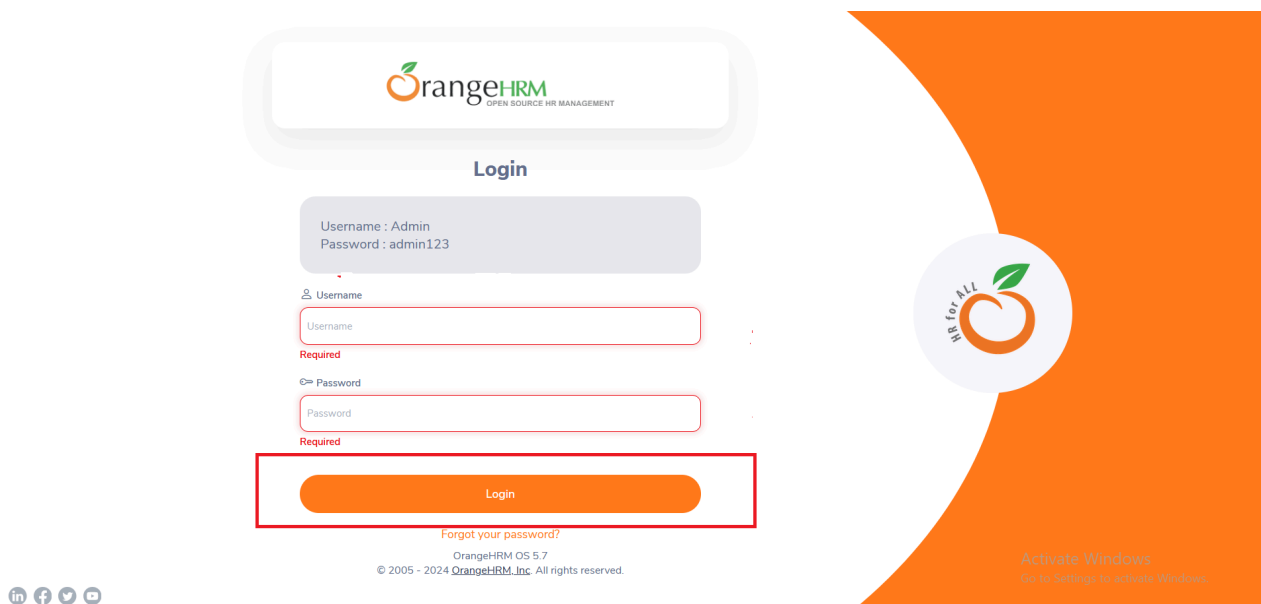 OrangeHRM
OPEN SOURCE HR MANAGEMENT
Login
Username : Admin
Password : admin123
Username
Username
Required
Password
Password
Required
Login
Forgot your password?
OrangeHRM OS 5.7
© 2005 - 2024 OrangeHRM, Inc. All rights reserved.
HR for ALL
Activate Windows
Go to Settings to activate Windows.